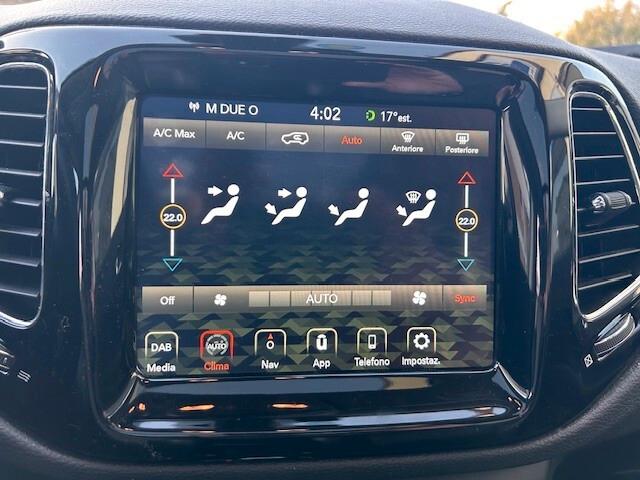 M DUE O 4:02 17°est.
A/C Max A/C Auto Anteriore Posteriore
22.0 22.0
Off AUTO Sync
DAB AUTO
Media Clima Nav App Telefono Impostaz.